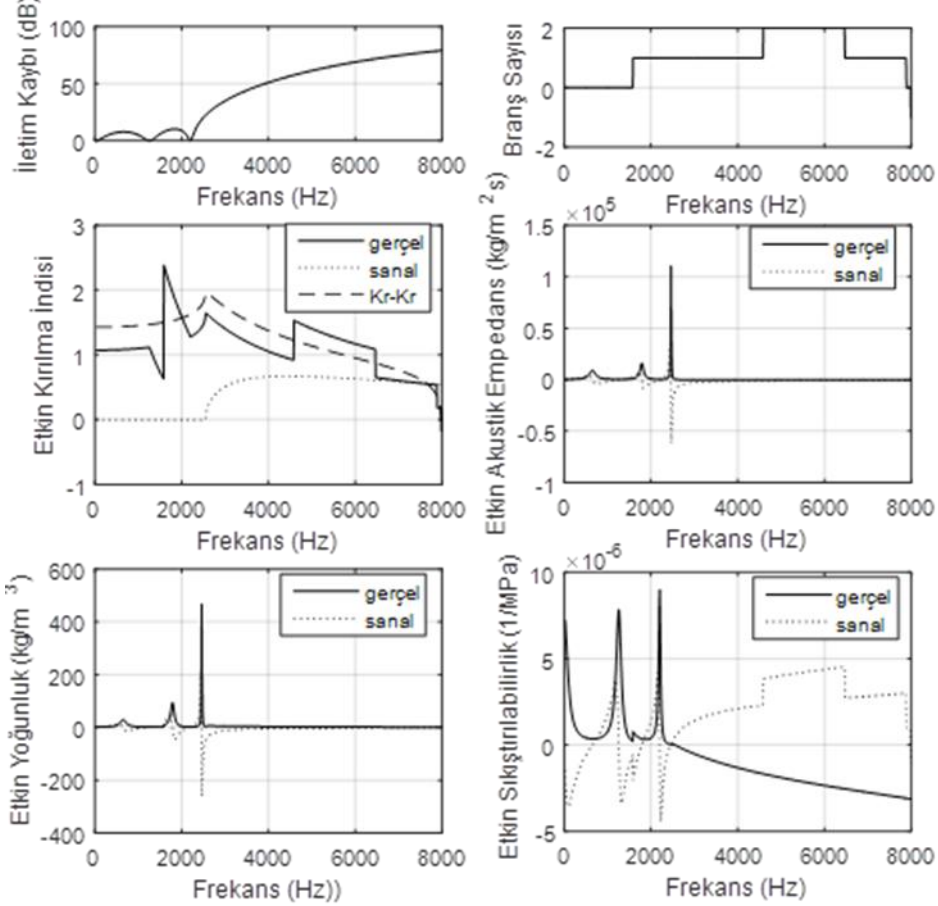 İletim Kaybı (dB)
100
50
0
0 2000 4000 6000 8000
Frekans (Hz)
Branş Sayısı
2
0
-2
0 2000 4000 6000 8000
Frekans (Hz)
Etkin Kırılma İndisi
3
2
1
0
-1
gerçel
sanal
Kr-Kr
0 2000 4000 6000 8000
Frekans (Hz)
Etkin Akustik Empedans (kg/m 2 s)
×10 5
1.5
1
0.5
0
-0.5
-1
gerçel
sanal
0 2000 4000 6000 8000
Frekans (Hz)
Etkin Yoğunluk (kg/m 3)
600
400
200
0
-200
-400
gerçel
sanal
0 2000 4000 6000 8000
Frekans (Hz))
Etkin Sıkıştırılabilirlik (1/MPa)
×10 -6
10
5
0
-5
gerçel
sanal
0 2000 4000 6000 8000
Frekans (Hz)